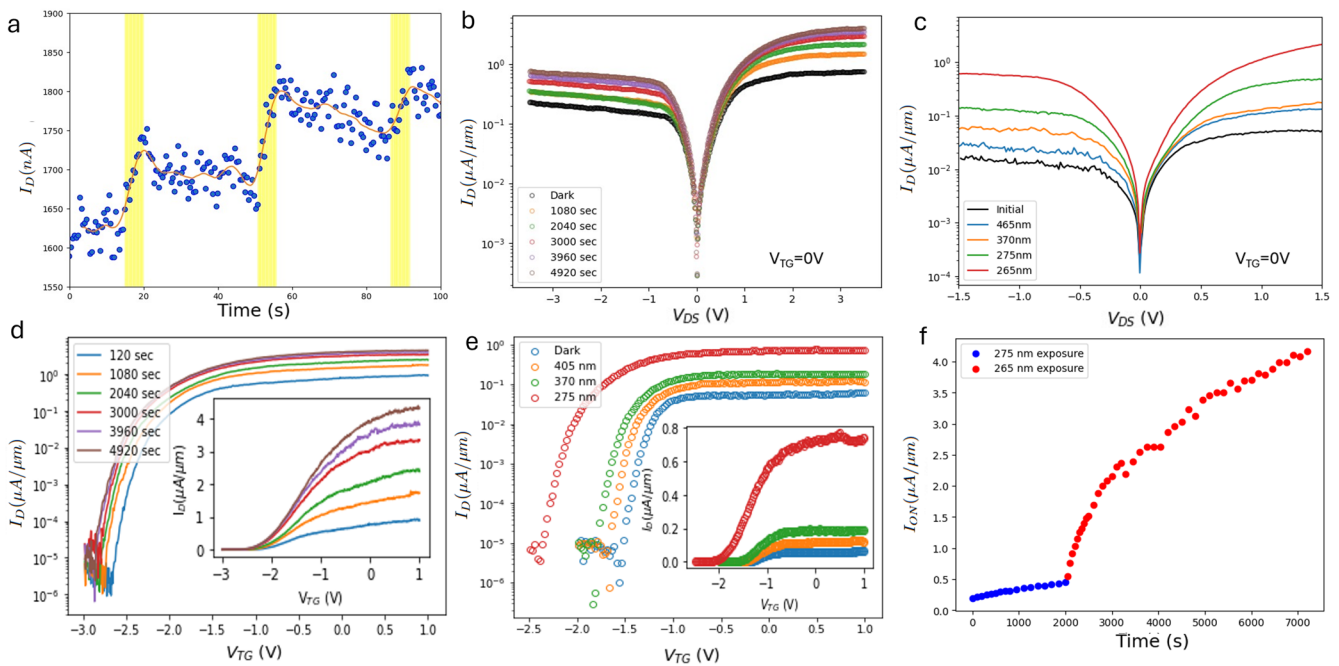 a
1900
1850
1800
1750
1700
1650
1600
1550
I_D(nA)
0
20
40
60
80
100
Time (s)
b
10^0
10^-1
10^-2
10^-3
I_D(μA/μm)
Dark
1080 sec
2040 sec
3000 sec
3960 sec
4920 sec
V_TG=0V
−3
−2
−1
0
1
2
3
V_DS (V)
c
10^0
10^-1
10^-2
10^-3
10^-4
I_D(μA/μm)
Initial
465nm
370nm
275nm
265nm
V_TG=0V
−1.5
−1.0
−0.5
0.0
0.5
1.0
1.5
V_DS (V)
d
10^1
10^0
10^-1
10^-2
10^-3
10^-4
10^-5
10^-6
I_D(μA/μm)
120 sec
1080 sec
2040 sec
3000 sec
3960 sec
4920 sec
4
2
0
I_D(μA/μm)
−3
−2
−1
0
1
V_TG (V)
−3.0
−2.5
−2.0
−1.5
−1.0
−0.5
0.0
0.5
1.0
V_TG (V)
e
10^0
10^-1
10^-2
10^-3
10^-4
10^-5
10^-6
I_D(μA/μm)
Dark
405 nm
370 nm
275 nm
0.8
0.6
0.4
0.2
0.0
I_D(μA/μm)
−2
−1
0
1
V_TG (V)
−2.5
−2.0
−1.5
−1.0
−0.5
0.0
0.5
1.0
V_TG (V)
f
4.0
3.5
3.0
2.5
2.0
1.5
1.0
0.5
0.0
I_ON(μA/μm)
275 nm exposure
265 nm exposure
0
1000
2000
3000
4000
5000
6000
7000
Time (s)